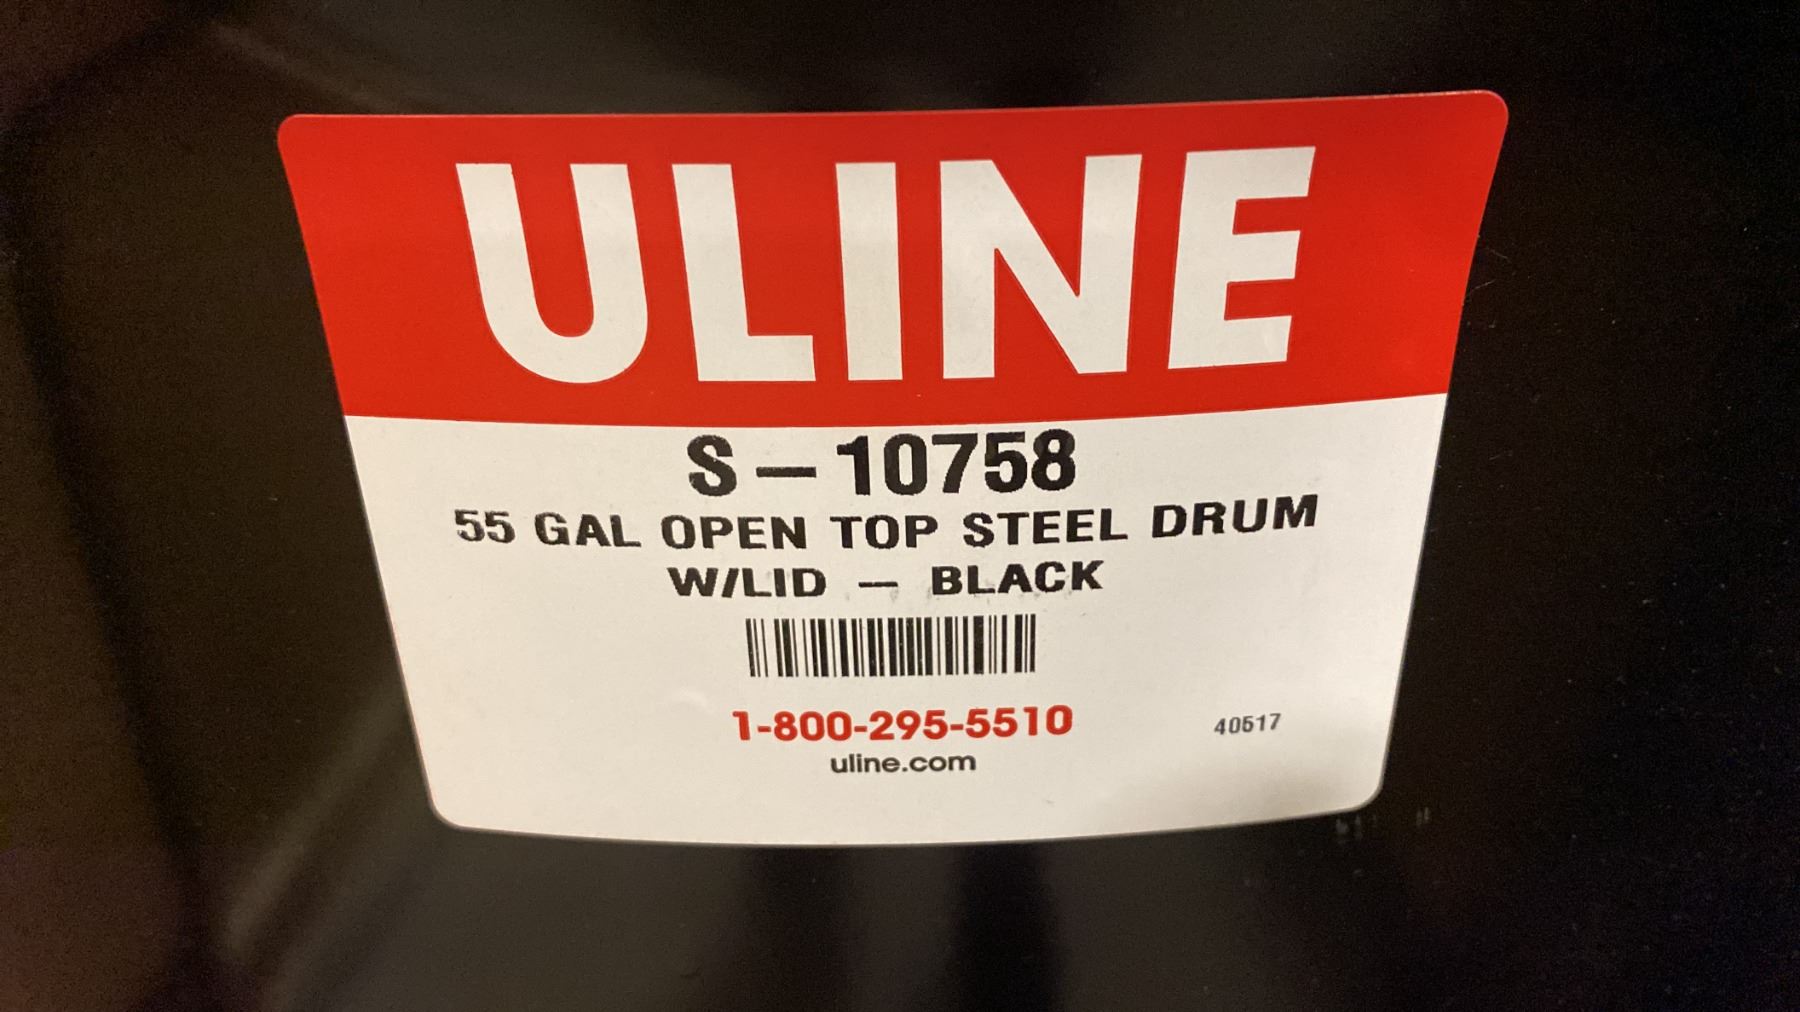 ULINE
S-10758
55 GAL OPEN TOP STEEL DRUM
W/LID - BLACK
1-800-295-5510
40517
uline.com